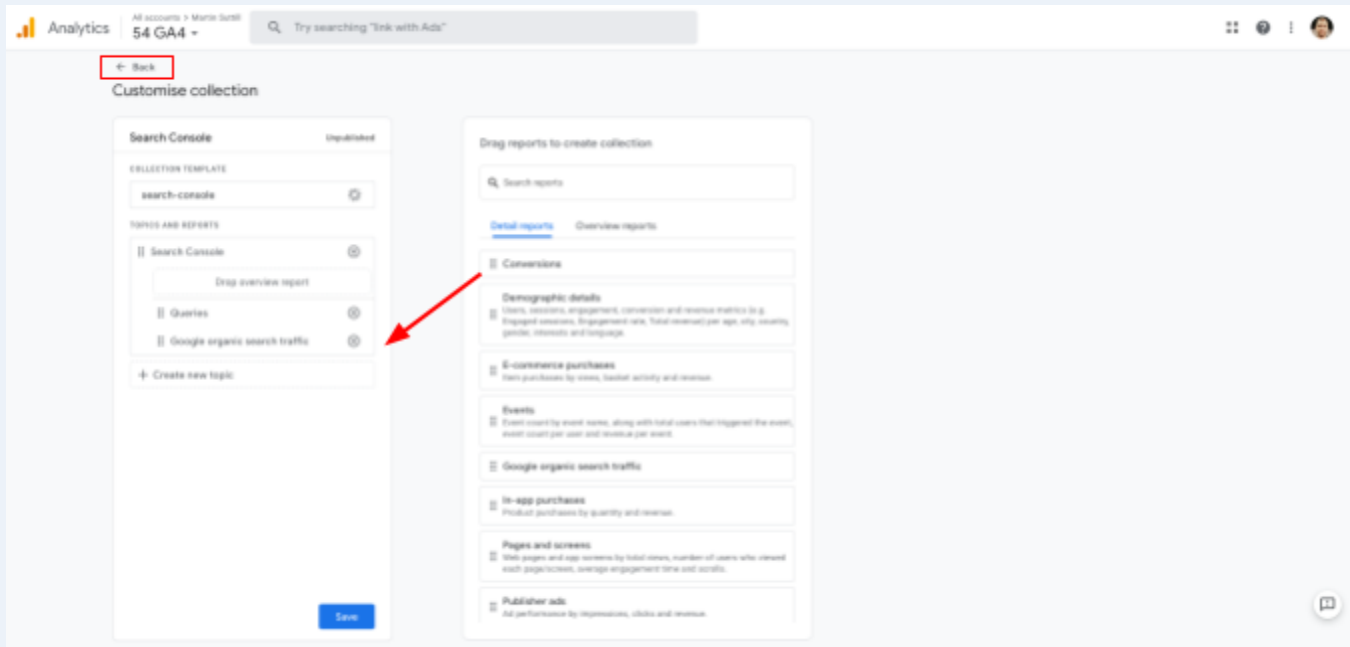 Analytics
All accounts > Martin Sutill
54 GA4
Try searching "link with Ads"
← Back
Customise collection
Search Console
Unpublished
COLLECTION TEMPLATE
search-console
TOPICS AND REPORTS
Search Console
Drop overview report
Queries
Google organic search traffic
+ Create new topic
Save
Drag reports to create collection
Search reports
Detail reports
Overview reports
Conversions
Demographic details
Users, sessions, engagement, conversion and revenue metrics (e.g.
Engaged sessions, Engagement rate, Total revenue) per age, city, country,
gender, interests and language.
E-commerce purchases
Item purchases by views, basket activity and revenue.
Events
Event count by event name, along with total users that triggered the event,
event count per user and revenue per event.
Google organic search traffic
In-app purchases
Product purchases by quantity and revenue.
Pages and screens
Web pages and app screens by total views, number of users who viewed
each page/screen, average engagement time and scrolls.
Publisher ads
Ad performance by impressions, clicks and revenue.